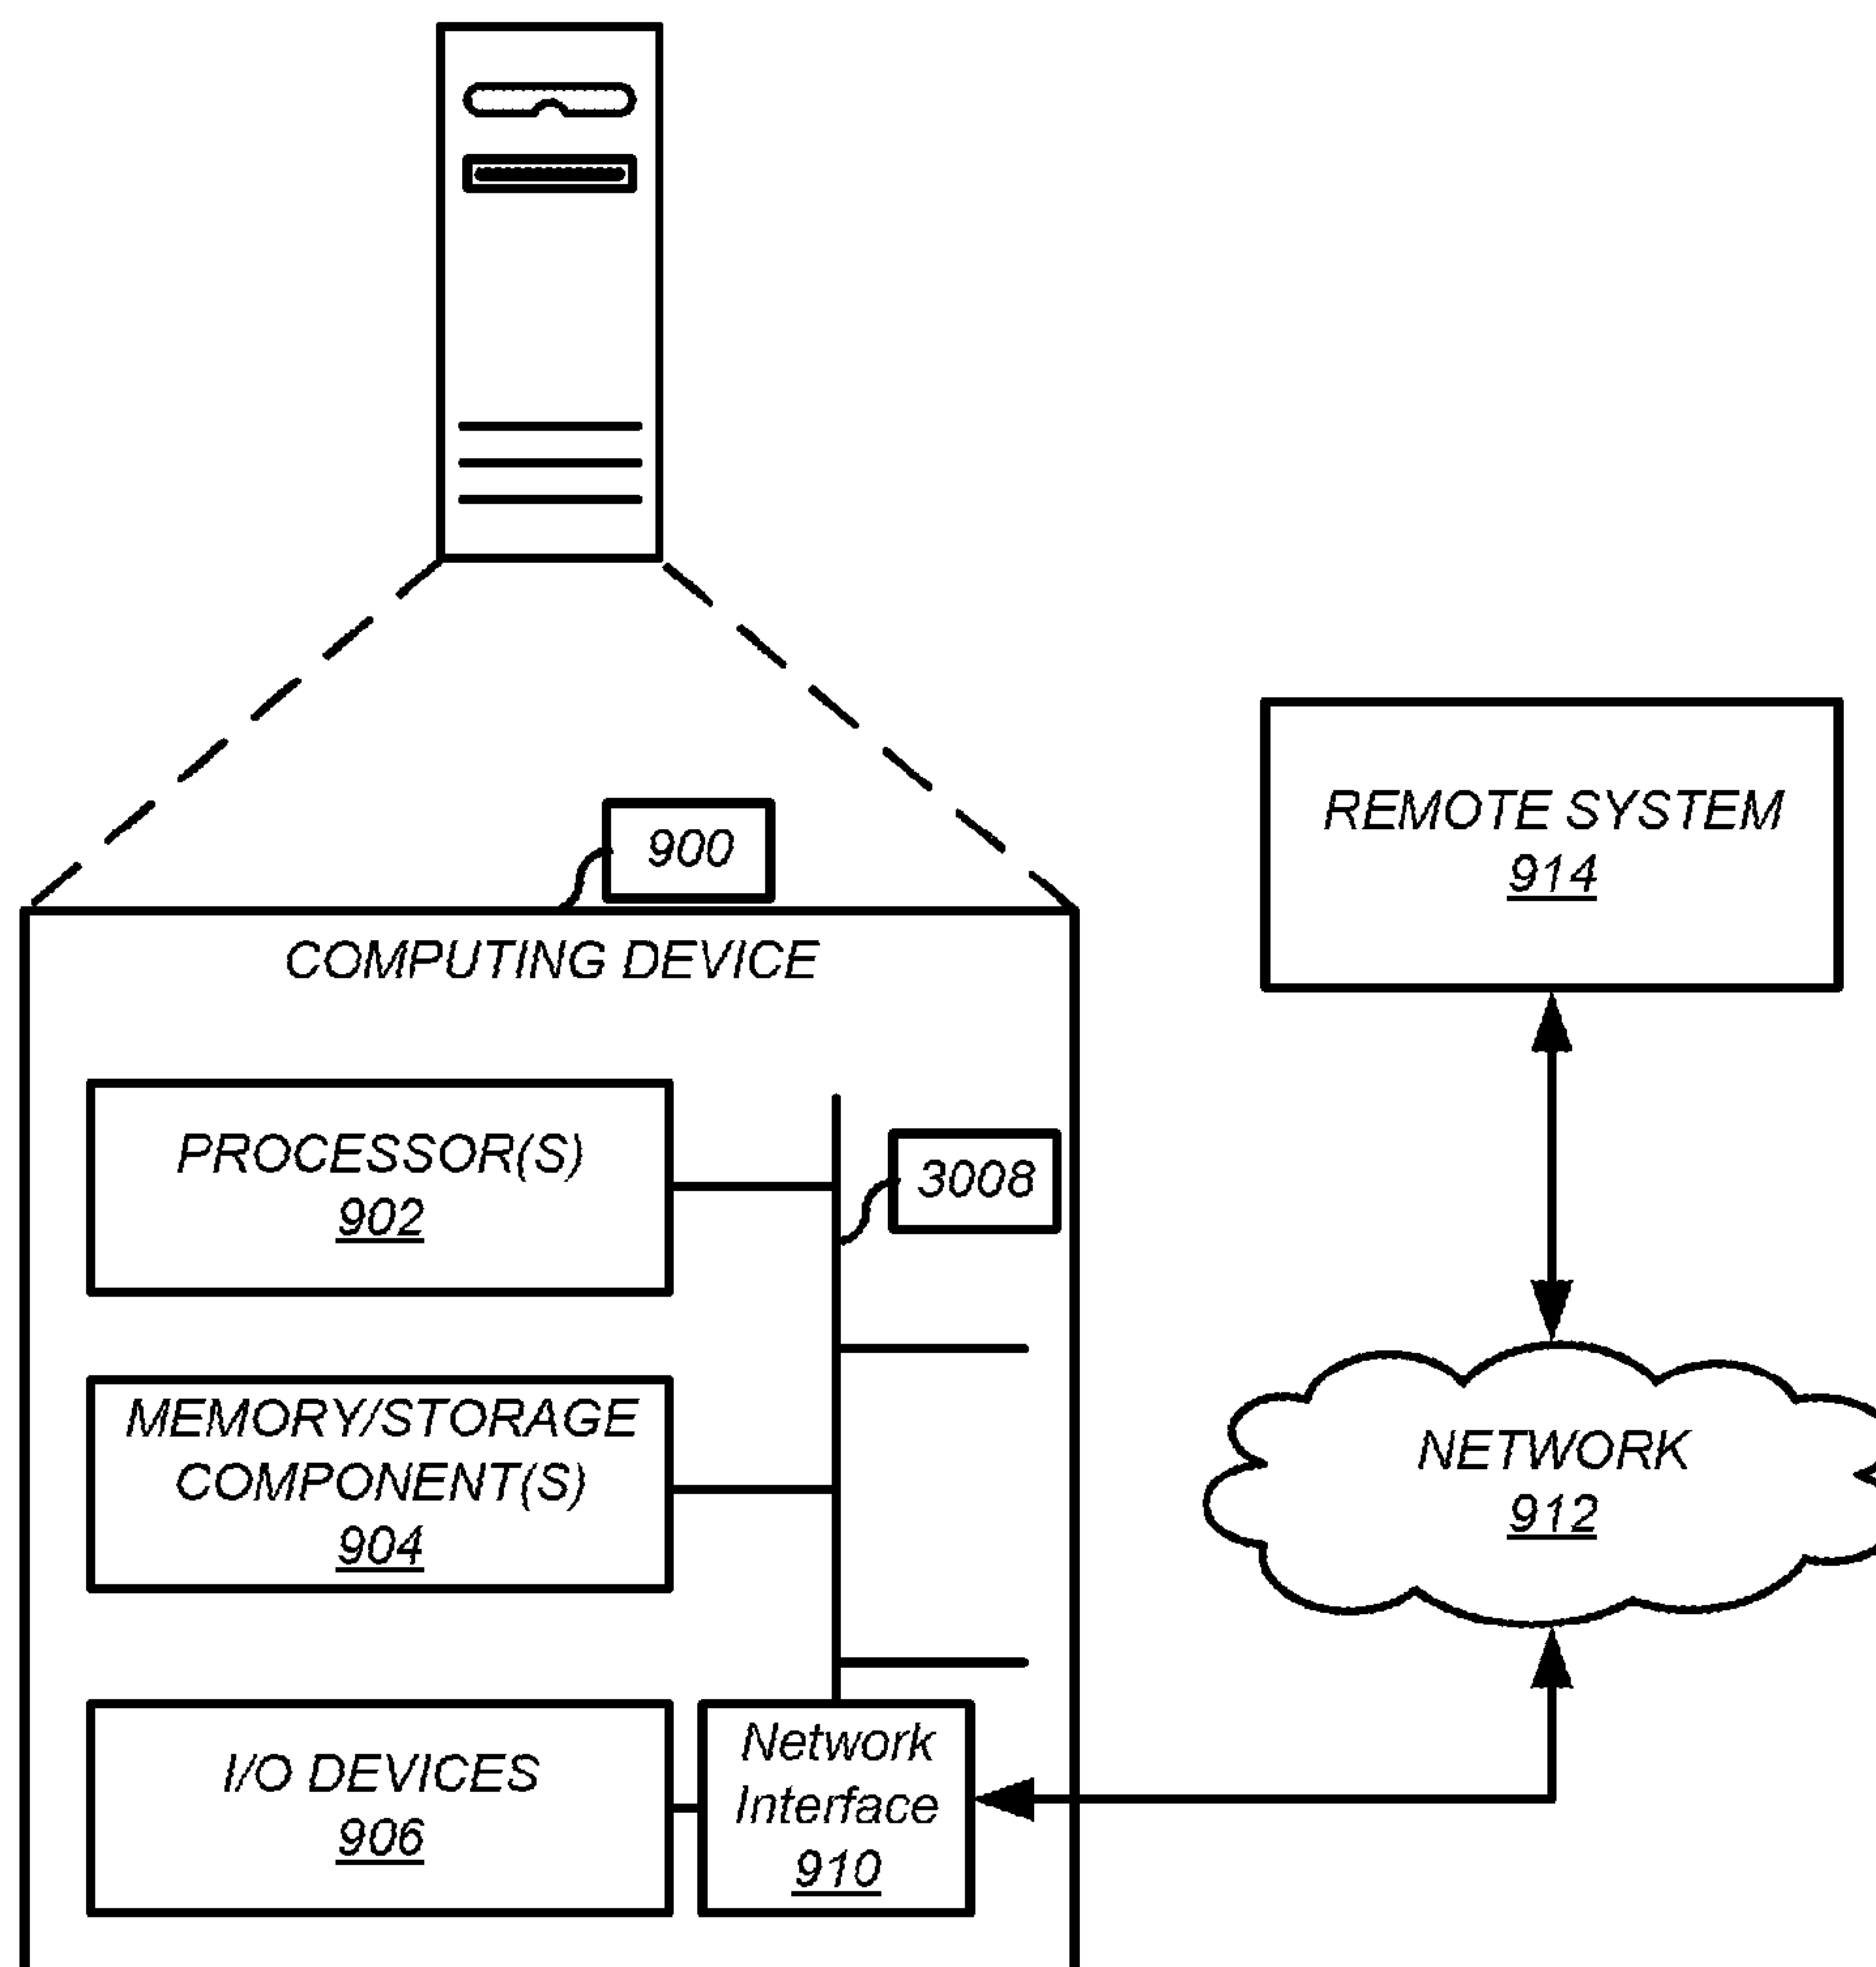 900
COMPUTING DEVICE
PROCESSOR(S)
902
3008
MEMORY/STORAGE
COMPONENT(S)
904
I/O DEVICES
906
Network
Interface
910
REMOTE SYSTEM
914
NETWORK
912